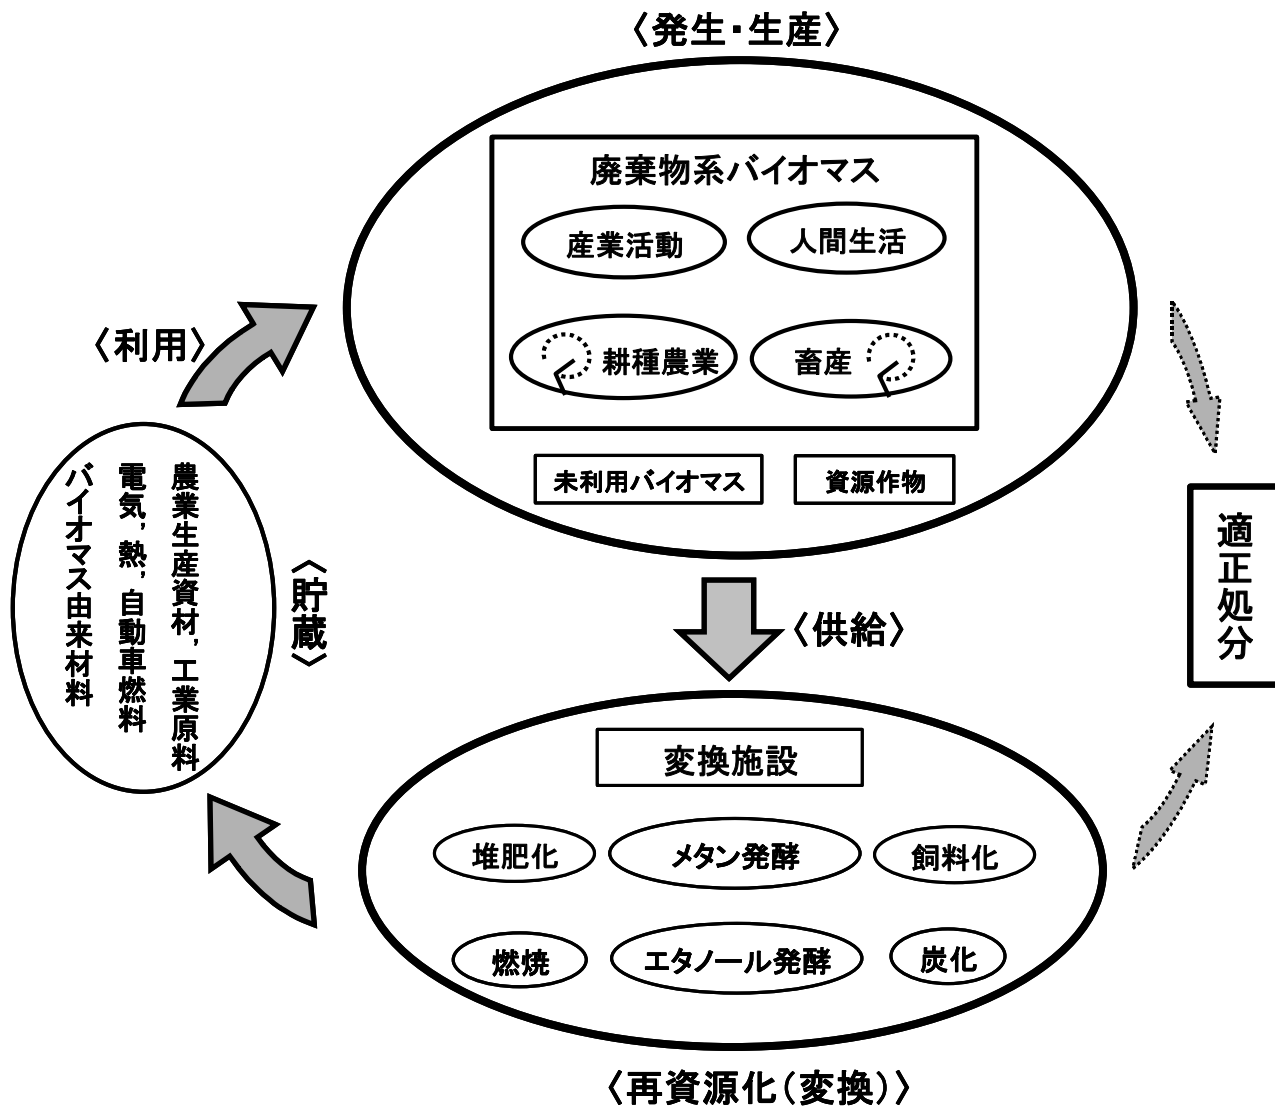 〈発生・生産〉
廃棄物系バイオマス
産業活動
人間生活
耕種農業
畜産
未利用バイオマス
資源作物
〈利用〉
農業生産資材，工業原料
電気，熱，自動車燃料
バイオマス由来材料
〈貯蔵〉
〈供給〉
適正処分
変換施設
堆肥化
メタン発酵
飼料化
燃焼
エタノール発酵
炭化
〈再資源化（変換）〉